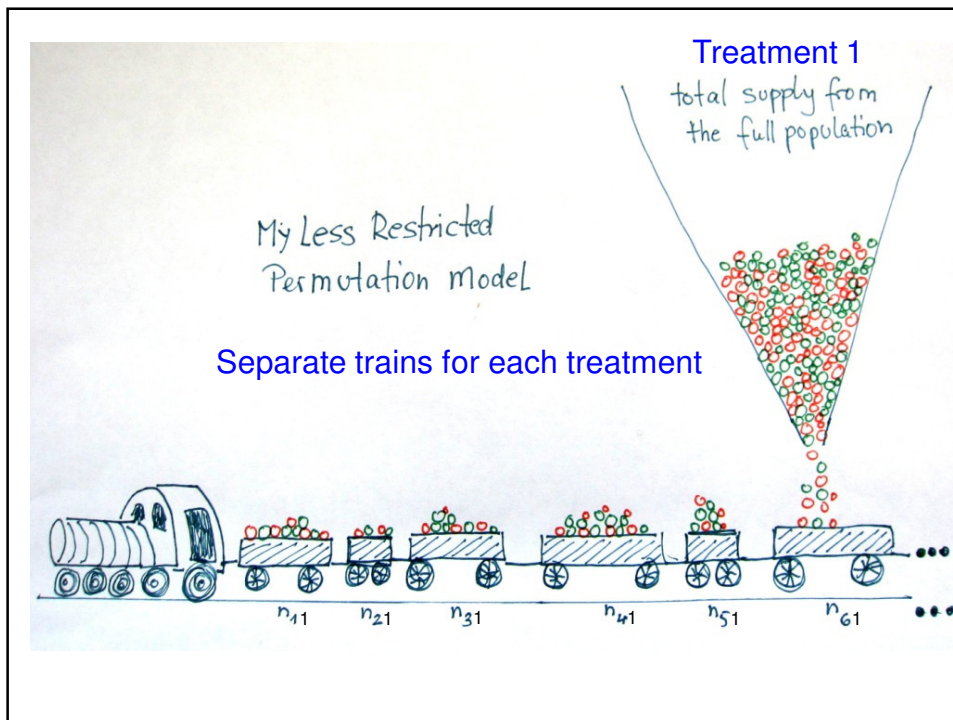 Treatment 1
total supply from
the full population
My Less Restricted
Permutation Model
Separate trains for each treatment
n11 n21 n31 n41 n51 n61